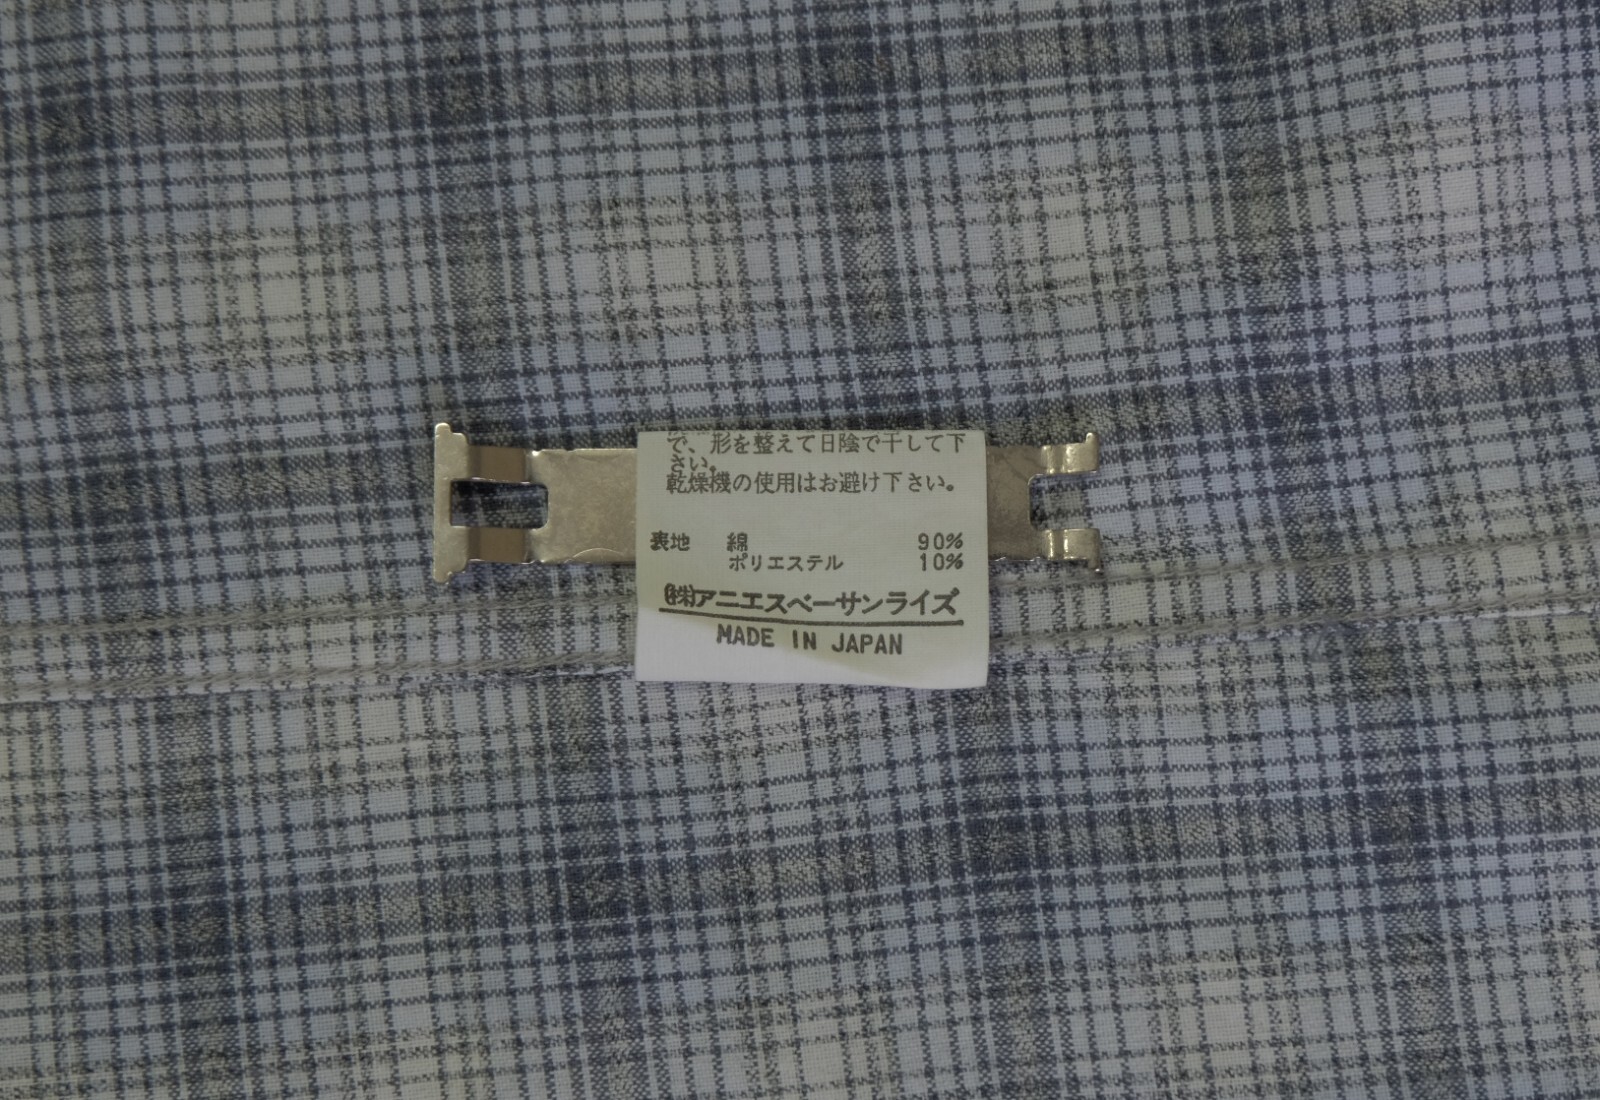 で、形を整えて日陰で干して下
さい。
乾燥機の使用はお避け下さい。
表地 綿 90%
ポリエステル 10%
㈱アニエスベーサンライズ
MADE IN JAPAN